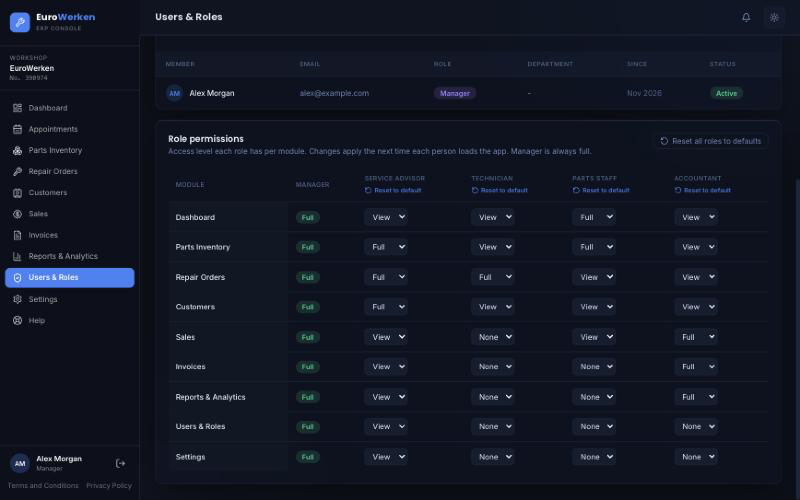 EuroWerken
ERP CONSOLE
WORKSHOP
EuroWerken
No. 398974
Dashboard
Appointments
Parts Inventory
Repair Orders
Customers
Sales
Invoices
Reports & Analytics
Users & Roles
Settings
Help
AM
Alex Morgan
Manager
Terms and Conditions Privacy Policy
Users & Roles
MEMBER EMAIL ROLE DEPARTMENT SINCE STATUS
AM Alex Morgan alex@example.com Manager - Nov 2026 Active
Role permissions
Reset all roles to defaults
Access level each role has per module. Changes apply the next time each person loads the app. Manager is always full.
MODULE MANAGER SERVICE ADVISOR TECHNICIAN PARTS STAFF ACCOUNTANT
Reset to default Reset to default Reset to default Reset to default
Dashboard Full View View Full View
Parts Inventory Full Full View Full View
Repair Orders Full Full Full View View
Customers Full Full View View View
Sales Full View None View Full
Invoices Full View None None Full
Reports & Analytics Full View None None Full
Users & Roles Full View None None None
Settings Full View None None None